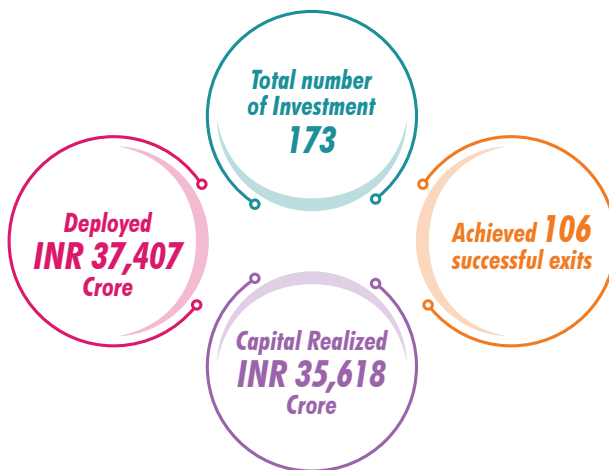 Total number
of Investment
173
Deployed
INR 37,407
Crore
Achieved 106
successful exits
Capital Realized
INR 35,618
Crore